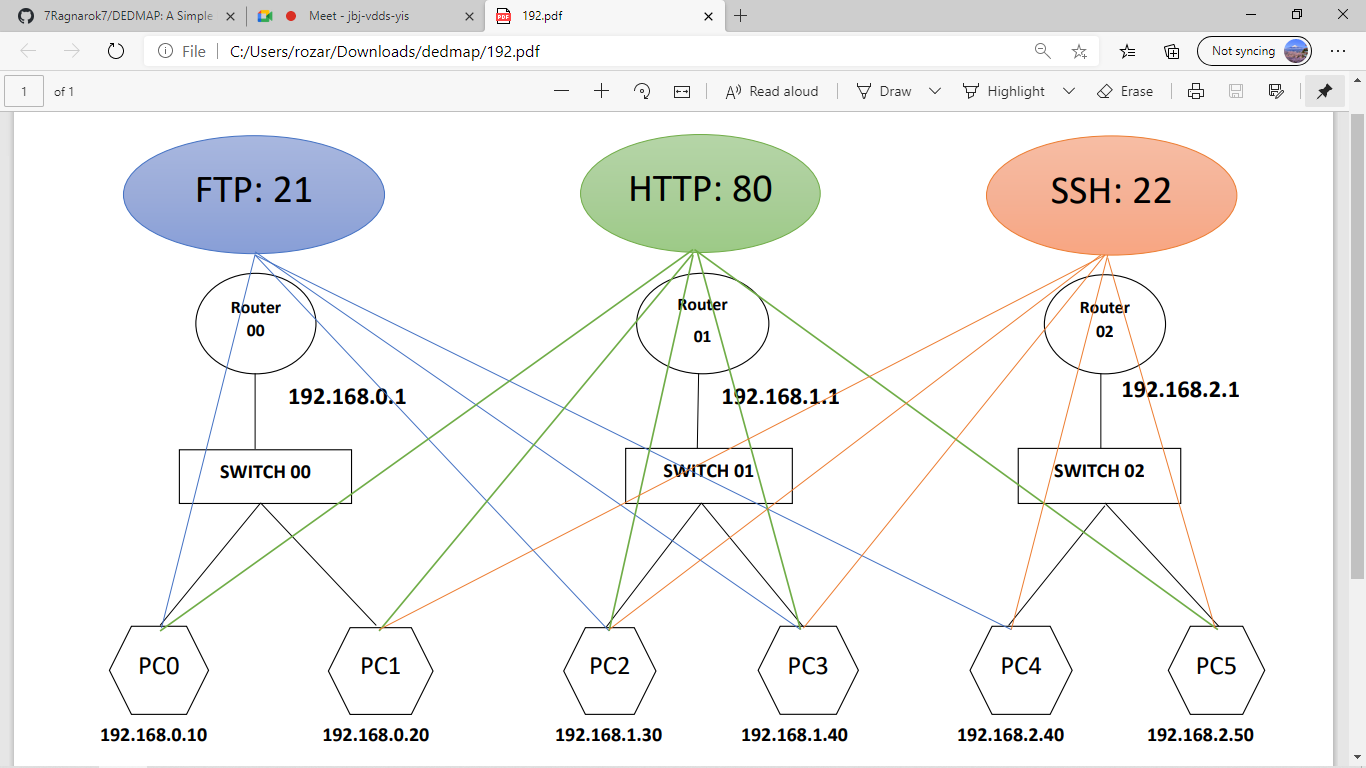 7Ragnarok7/DEDMAP: A Simple
Meet - jbj-vdds-yis
192.pdf
File
C:/Users/rozar/Downloads/dedmap/192.pdf
Not syncing
1 of 1
Read aloud
Draw
Highlight
Erase
FTP: 21
HTTP: 80
SSH: 22
Router
00
Router
01
Router
02
192.168.0.1
192.168.1.1
192.168.2.1
SWITCH 00
SWITCH 01
SWITCH 02
PC0
PC1
PC2
PC3
PC4
PC5
192.168.0.10
192.168.0.20
192.168.1.30
192.168.1.40
192.168.2.40
192.168.2.50